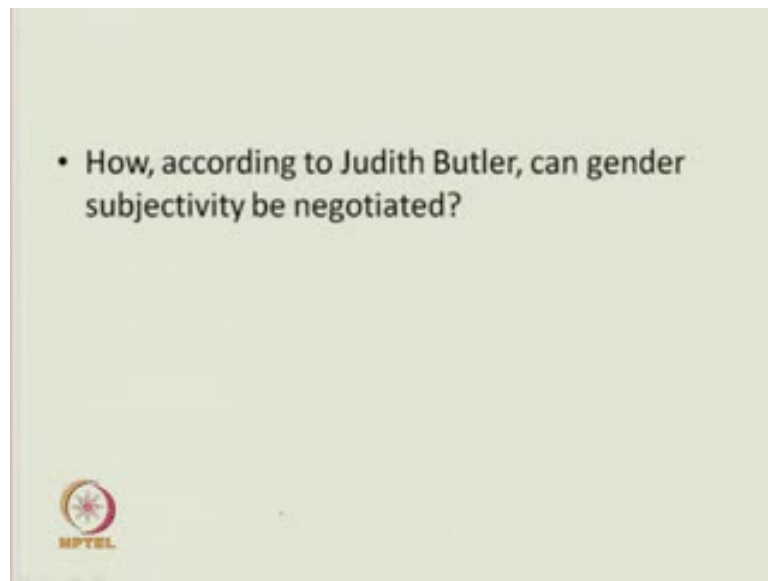 • How, according to Judith Butler, can gender
subjectivity be negotiated?
NPTEL